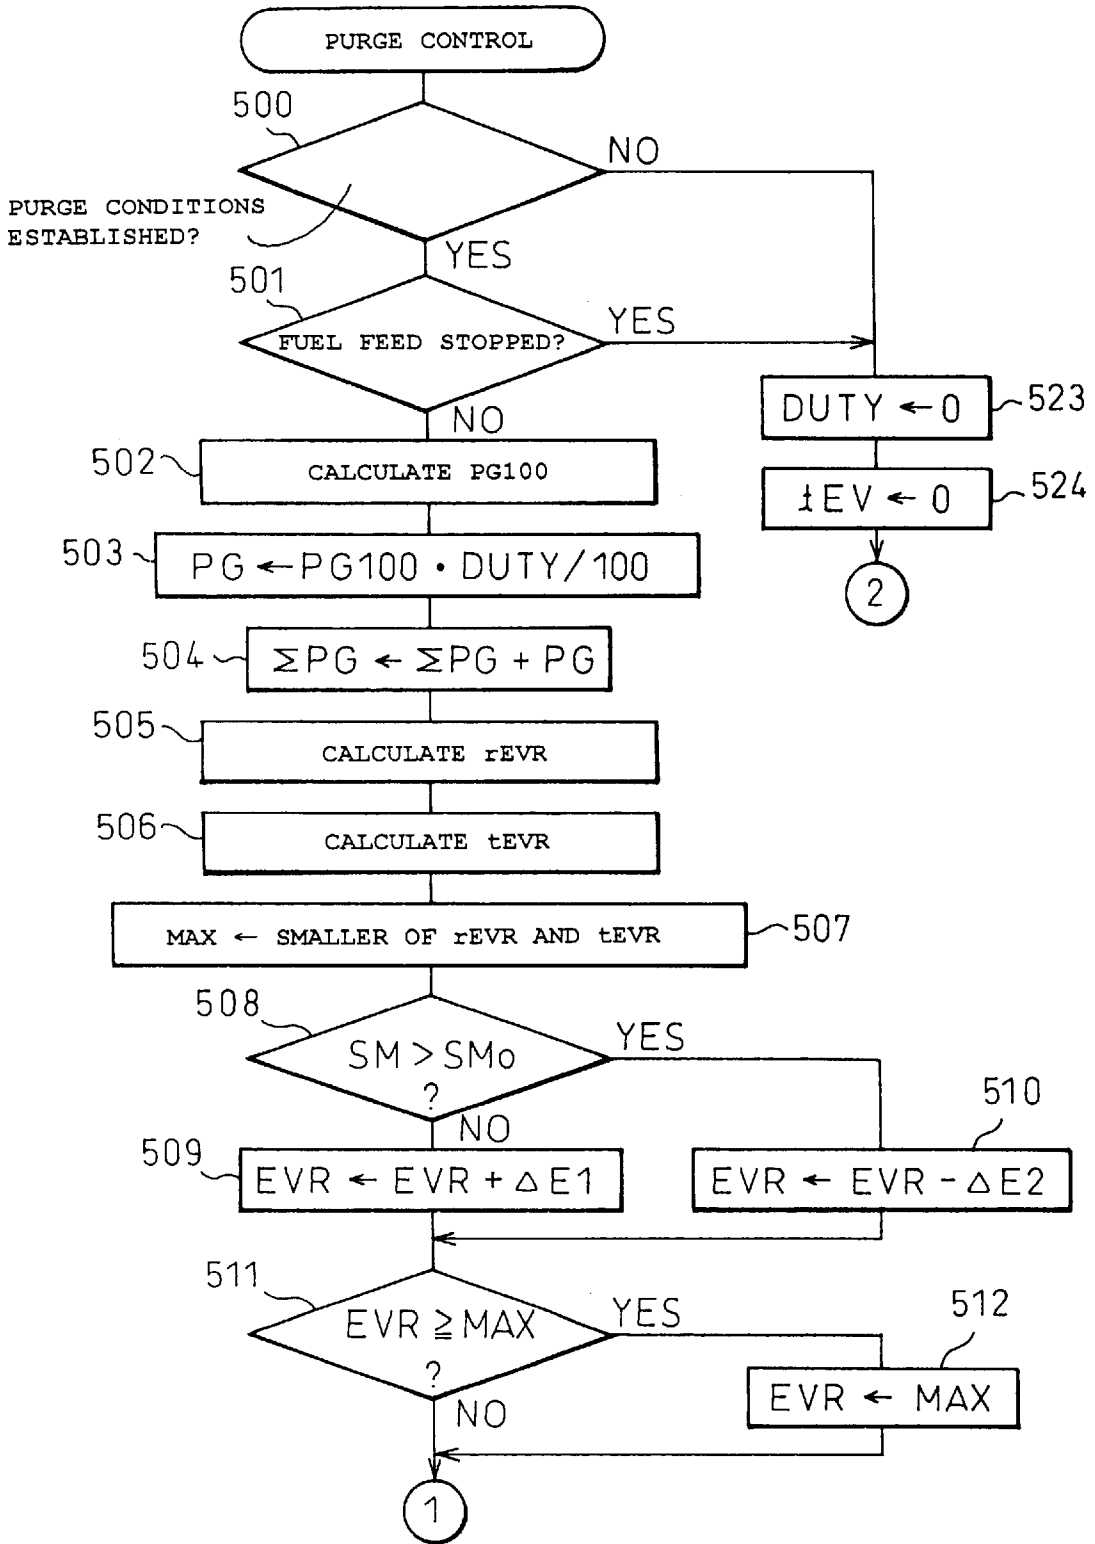 PURGE CONTROL
500
NO
PURGE CONDITIONS
ESTABLISHED?
YES
501
FUEL FEED STOPPED?
YES
NO
DUTY ← 0
523
502
CALCULATE PG100
tEV ← 0
524
503
PG ← PG100 · DUTY/100
2
504
ΣPG ← ΣPG + PG
505
CALCULATE rEVR
506
CALCULATE tEVR
MAX ← SMALLER OF rEVR AND tEVR
507
508
SM > SMo
?
YES
NO
510
509
EVR ← EVR + △E1
EVR ← EVR - △E2
511
EVR ≧ MAX
?
YES
NO
512
EVR ← MAX
1